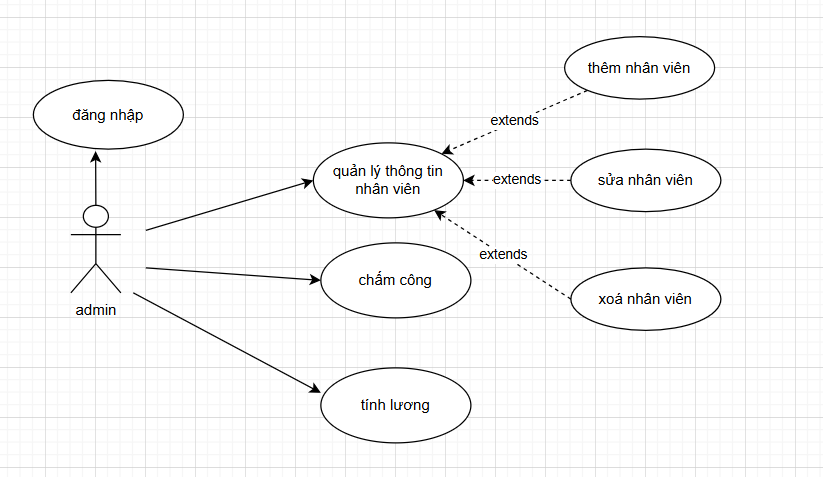 thêm nhân viên
đăng nhập
extends
quản lý thông tin
nhân viên
extends
sửa nhân viên
extends
chấm công
xoá nhân viên
admin
tính lương